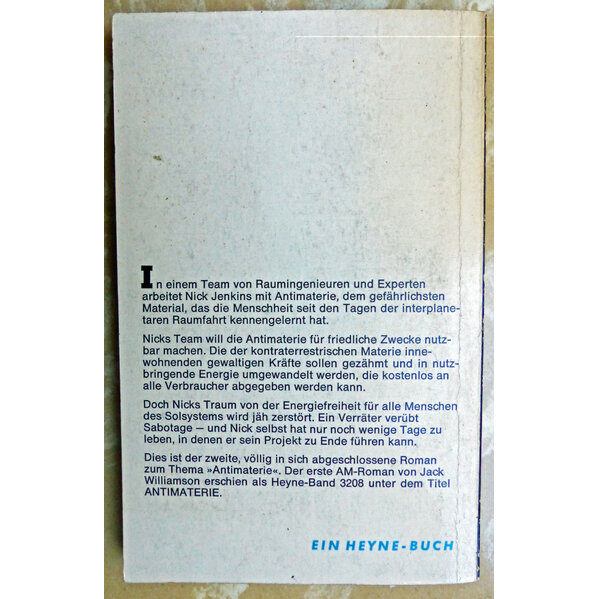 In einem Team von Raumingenieuren und Experten
arbeitet Nick Jenkins mit Antimaterie, dem gefährlichsten
Material, das die Menschheit seit den Tagen der interplane-
taren Raumfahrt kennengelernt hat.
Nicks Team will die Antimaterie für friedliche Zwecke nutz-
bar machen. Die der kontraterrestrischen Materie inne-
wohnenden gewaltigen Kräfte sollen gezähmt und in nutz-
bringende Energie umgewandelt werden, die kostenlos an
alle Verbraucher abgegeben werden kann.
Doch Nicks Traum von der Energiefreiheit für alle Menschen
des Solsystems wird jäh zerstört. Ein Verräter verübt
Sabotage – und Nick selbst hat nur noch wenige Tage zu
leben, in denen er sein Projekt zu Ende führen kann.
Dies ist der zweite, völlig in sich abgeschlossene Roman
zum Thema »Antimaterie«. Der erste AM-Roman von Jack
Williamson erschien als Heyne-Band 3208 unter dem Titel
ANTIMATERIE.
EIN HEYNE-BUCH